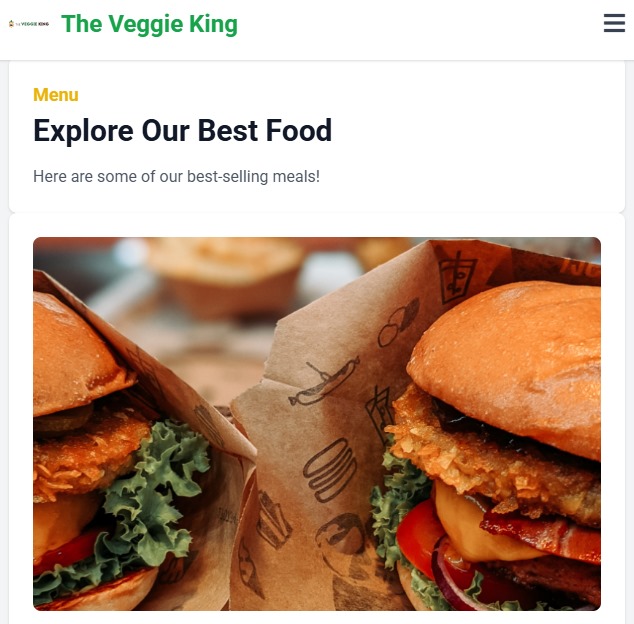 THE VEGGIE KING
The Veggie King
Menu
Explore Our Best Food
Here are some of our best-selling meals!